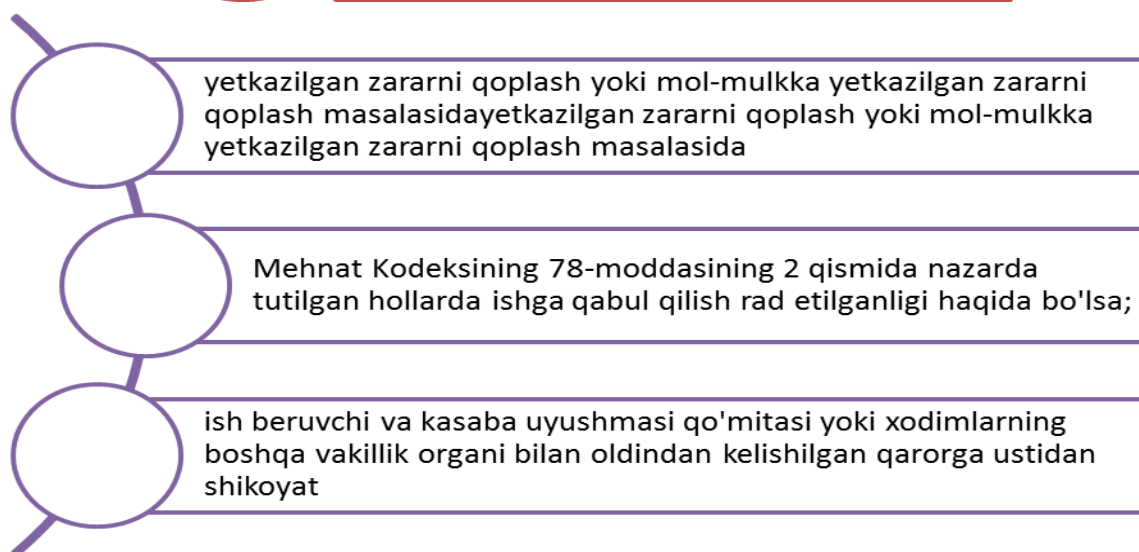 yetkazilgan zararni qoplash yoki mol-mulkka yetkazilgan zararni
qoplash masalasidayetkazilgan zararni qoplash yoki mol-mulkka
yetkazilgan zararni qoplash masalasida
Mehnat Kodeksining 78-moddasining 2 qismida nazarda
tutilgan hollarda ishga qabul qilish rad etilganligi haqida bo'lsa;
ish beruvchi va kasaba uyushmasi qo'mitasi yoki xodimlarning
boshqa vakillik organi bilan oldindan kelishilgan qarorga ustidan
shikoyat